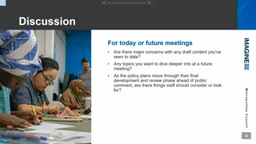 Discussion
For today or future meetings
• Are there major concerns with any draft content you've
seen to date?
• Any topics you want to dive deeper into at a future
meeting?
• As the policy plans move through their final
development and review phase ahead of public
comment, are there things staff should consider or look
for?
IMAGINE
Metropolitan Council